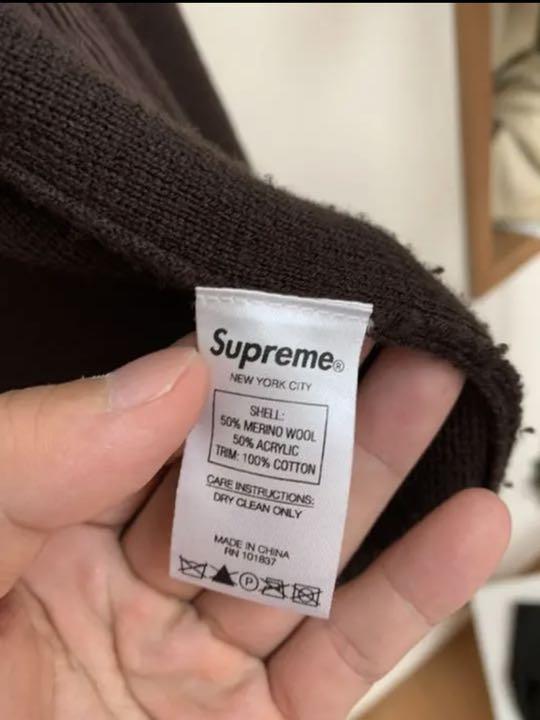 Supreme®
NEW YORK CITY
SHELL:
50% MERINO WOOL
50% ACRYLIC
TRIM: 100% COTTON
CARE INSTRUCTIONS:
DRY CLEAN ONLY
MADE IN CHINA
RN 101837
P